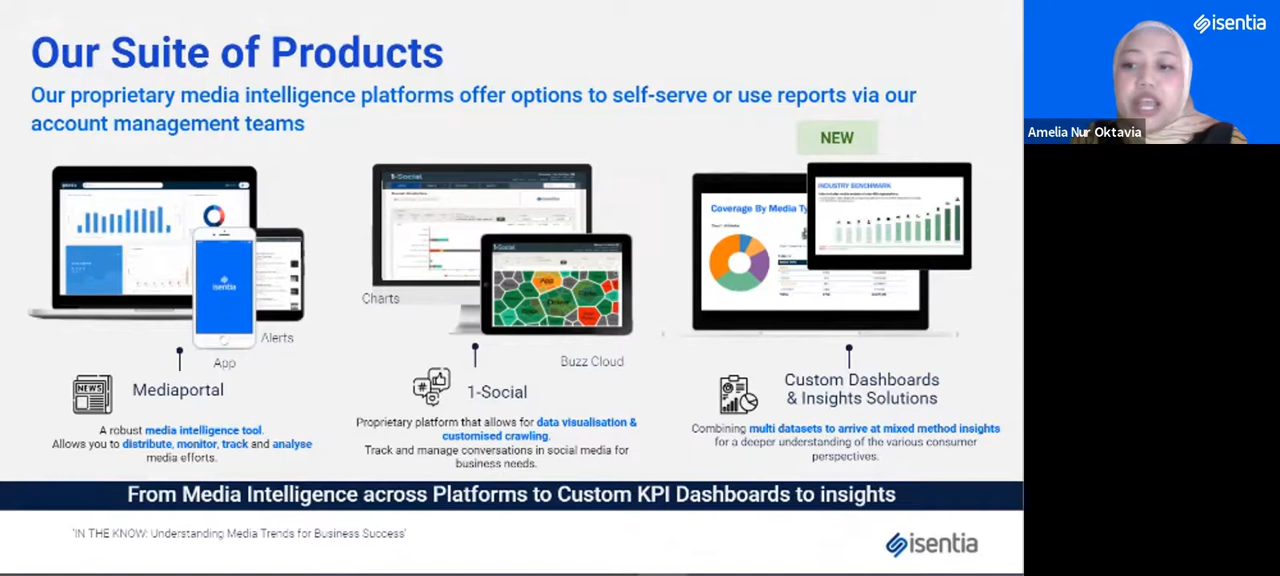 Our Suite of Products
Our proprietary media intelligence platforms offer options to self-serve or use reports via our
account management teams
NEW
isentia
Amelia Nur Oktavia
1-Social
1-Social
Coverage By Media Ty
INDUSTRY BENCHMARK
isentia
Charts
Alerts
App
Buzz Cloud
NEWS
Mediaportal
A robust media intelligence tool.
Allows you to distribute, monitor, track and analyse
media efforts.
#
1-Social
Proprietary platform that allows for data visualisation &
customised crawling.
Track and manage conversations in social media for
business needs.
Custom Dashboards
& Insights Solutions
Combining multi datasets to arrive at mixed method insights
for a deeper understanding of the various consumer
perspectives.
From Media Intelligence across Platforms to Custom KPI Dashboards to insights
'IN THE KNOW: Understanding Media Trends for Business Success'
isentia